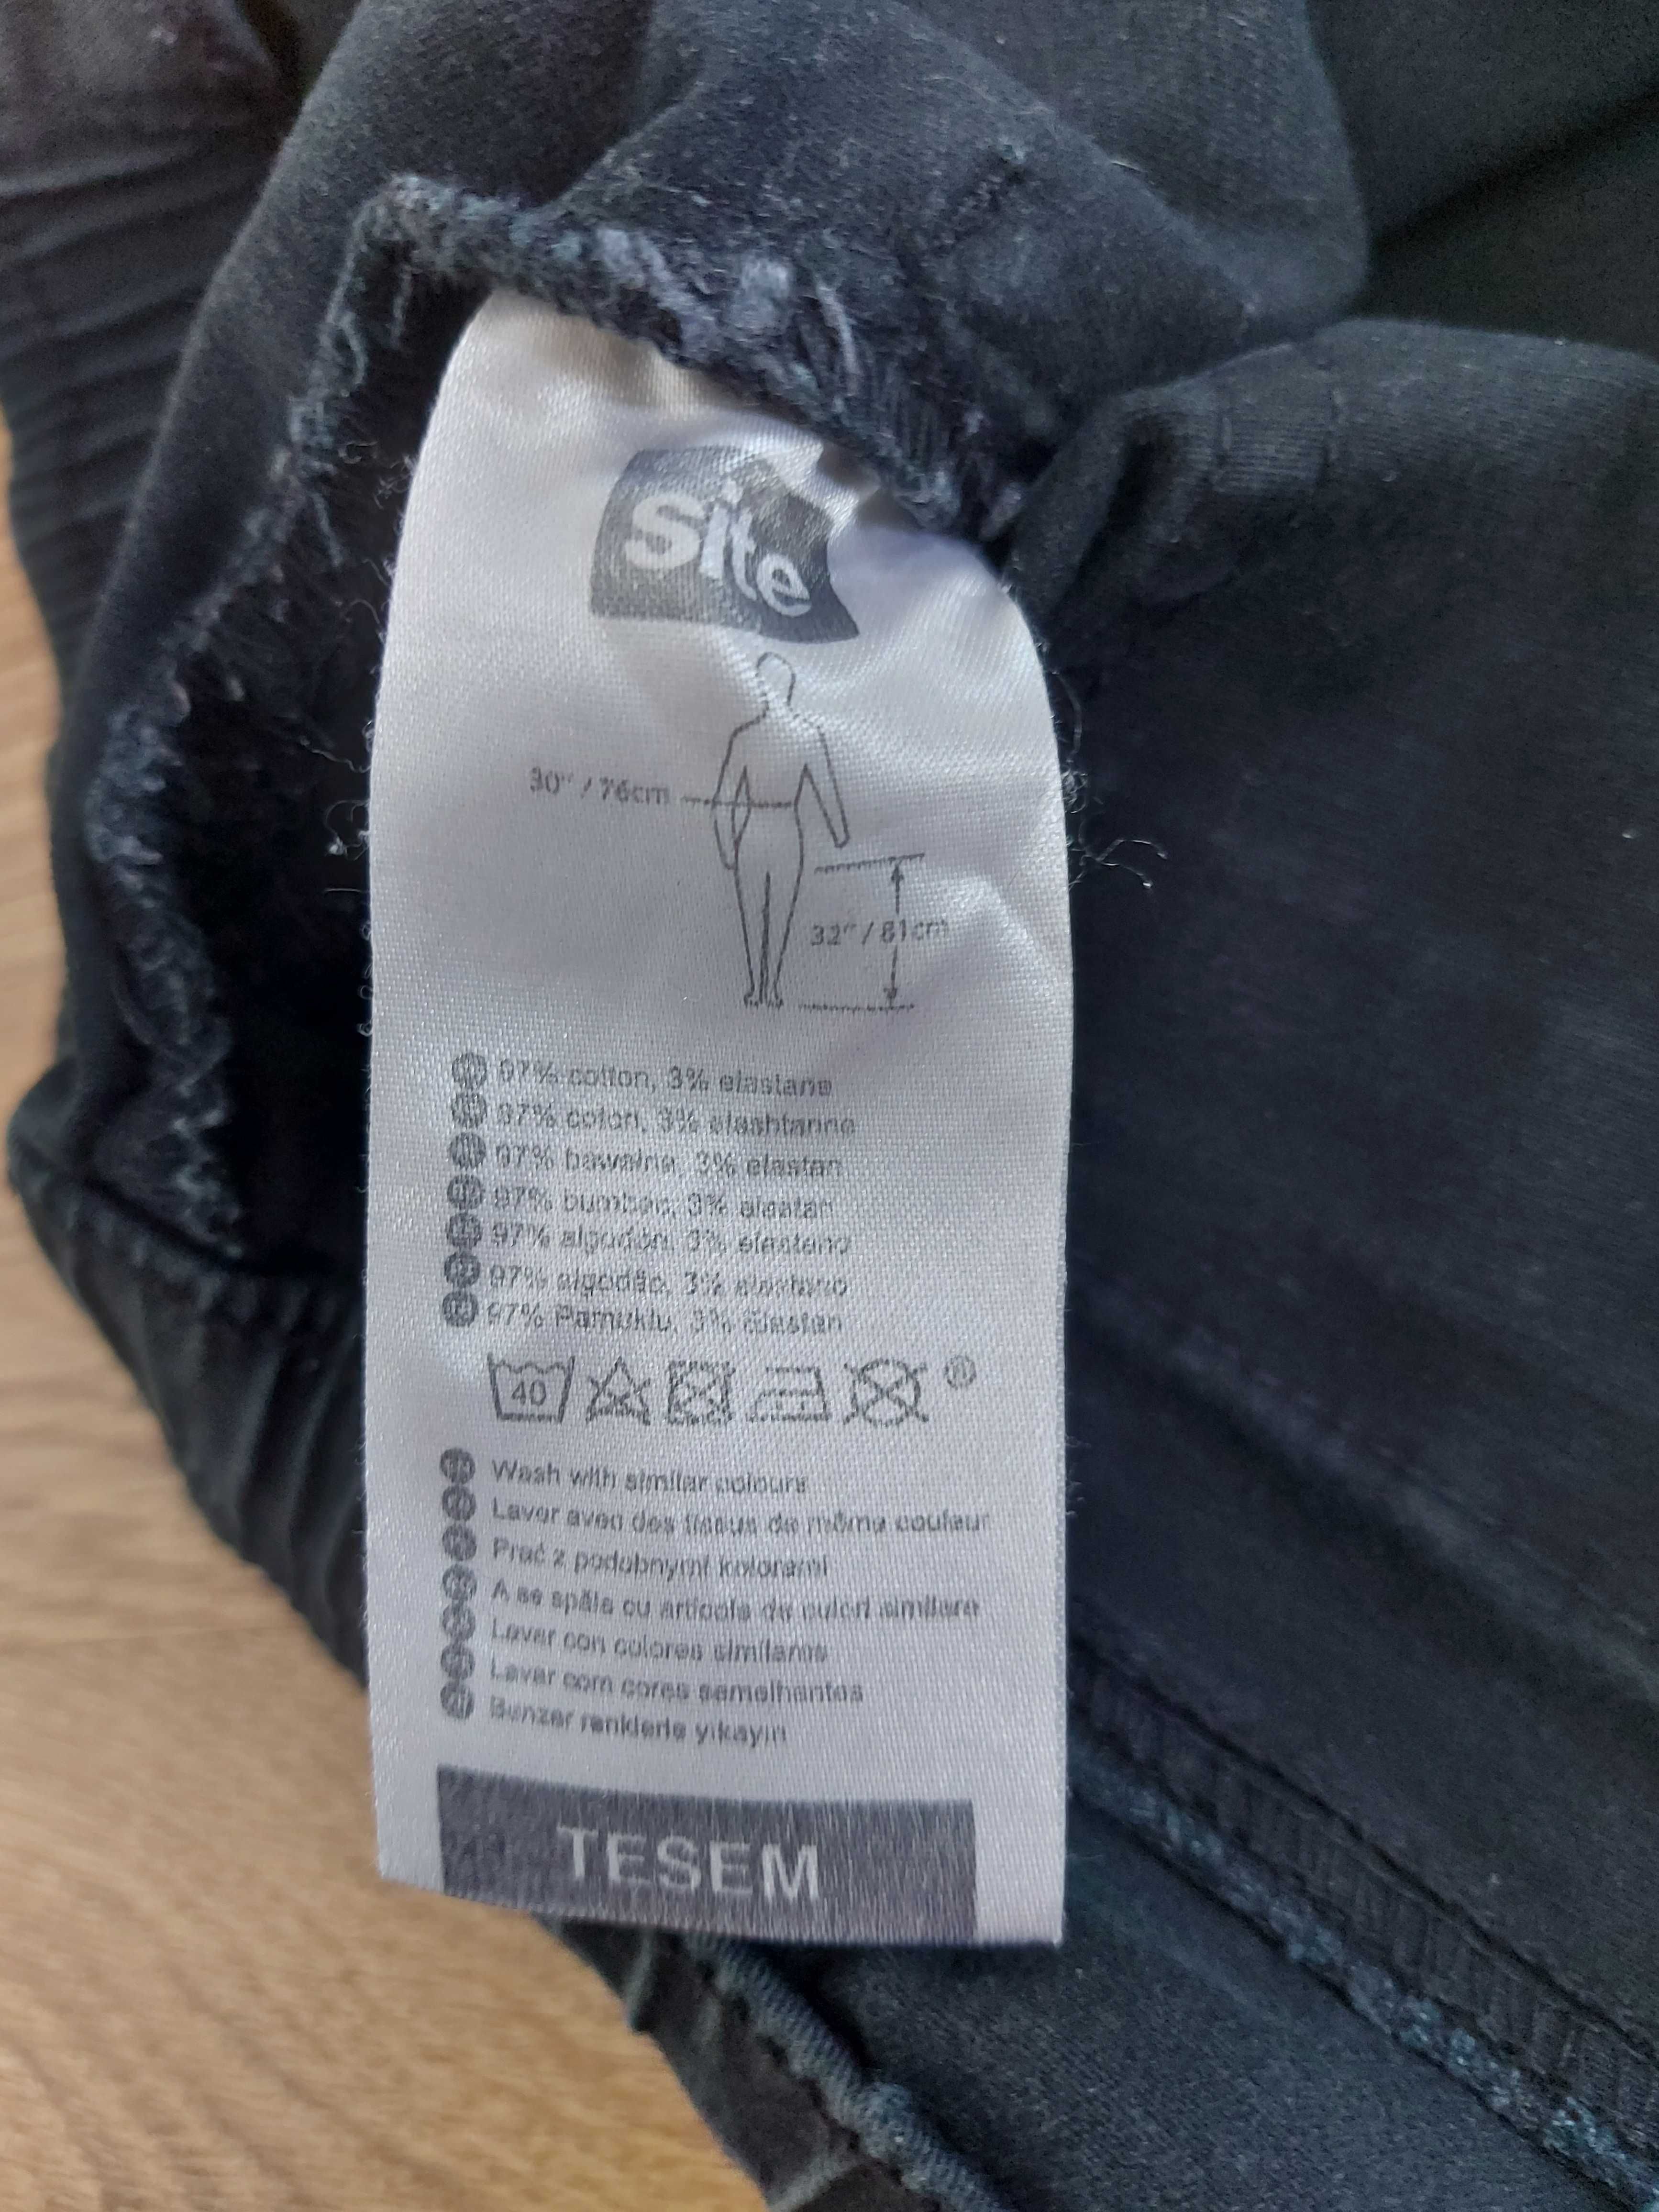 Site
30" / 76cm
32" / 81cm
97% cotton, 3% elastane
97% coton, 3% elashtanne
97% bawełna, 3% elastan
97% bumbac, 3% elastan
97% algodón, 3% elastano
97% algodão, 3% elastano
97% Pamuklu, 3% Elastan
40
®
Wash with similar colours
Laver avec des tissus de même couleur
Prać z podobnymi kolorami
A se spăla cu articole de culori similare
Lavar con colores similares
Lavar com cores semelhantes
Benzer renklerle yıkayın
TESEM